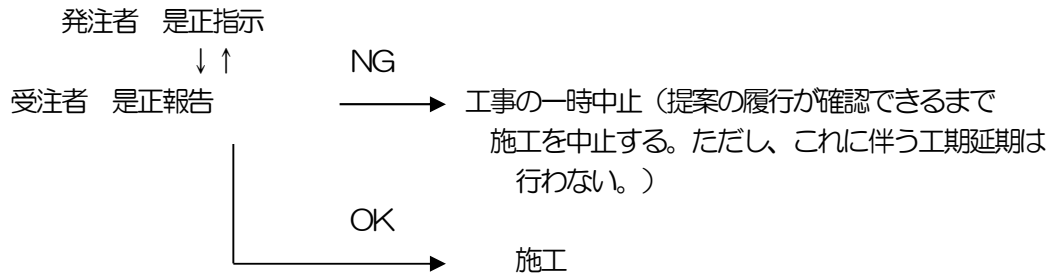 発注者 是正指示
↓↑
NG
受注者 是正報告
工事の一時中止（提案の履行が確認できるまで
施工を中止する。ただし、これに伴う工期延期は
行わない。）
OK
施工